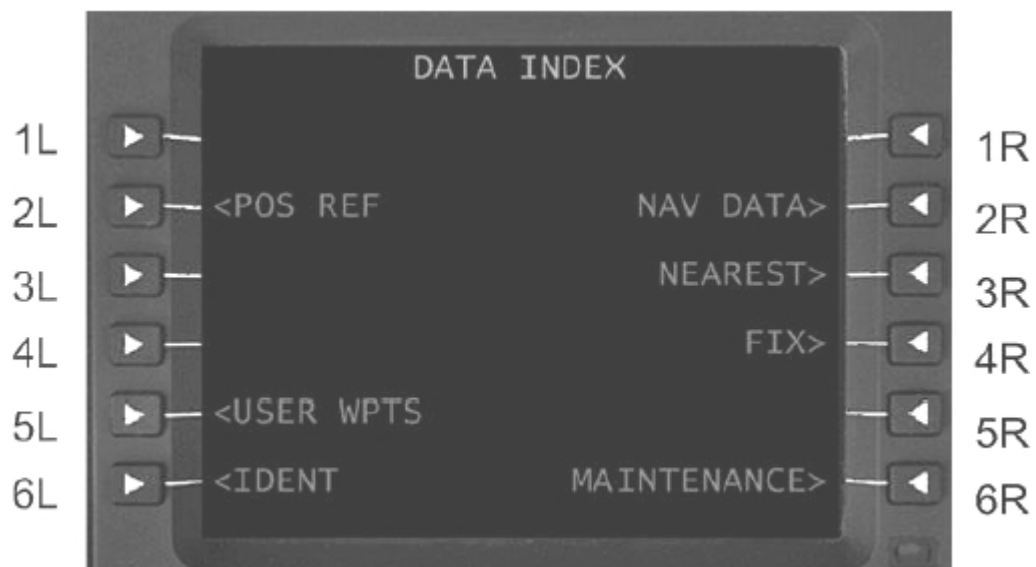 DATA INDEX
1L 1R
2L <POS REF NAV DATA> 2R
3L NEAREST> 3R
4L FIX> 4R
5L <USER WPTS 5R
6L <IDENT MAINTENANCE> 6R